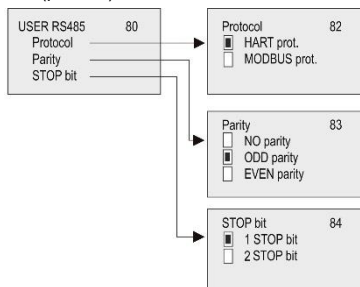 USER RS485 80
Protocol
Parity
STOP bit
Protocol 82
HART prot.
MODBUS prot.
Parity 83
NO parity
ODD parity
EVEN parity
STOP bit 84
1 STOP bit
2 STOP bit